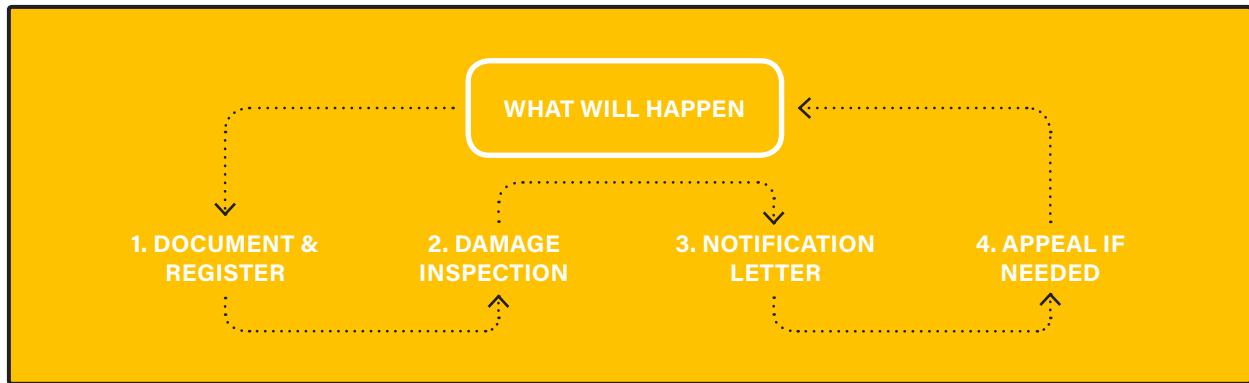 WHAT WILL HAPPEN
1. DOCUMENT &
REGISTER
2. DAMAGE
INSPECTION
3. NOTIFICATION
LETTER
4. APPEAL IF
NEEDED